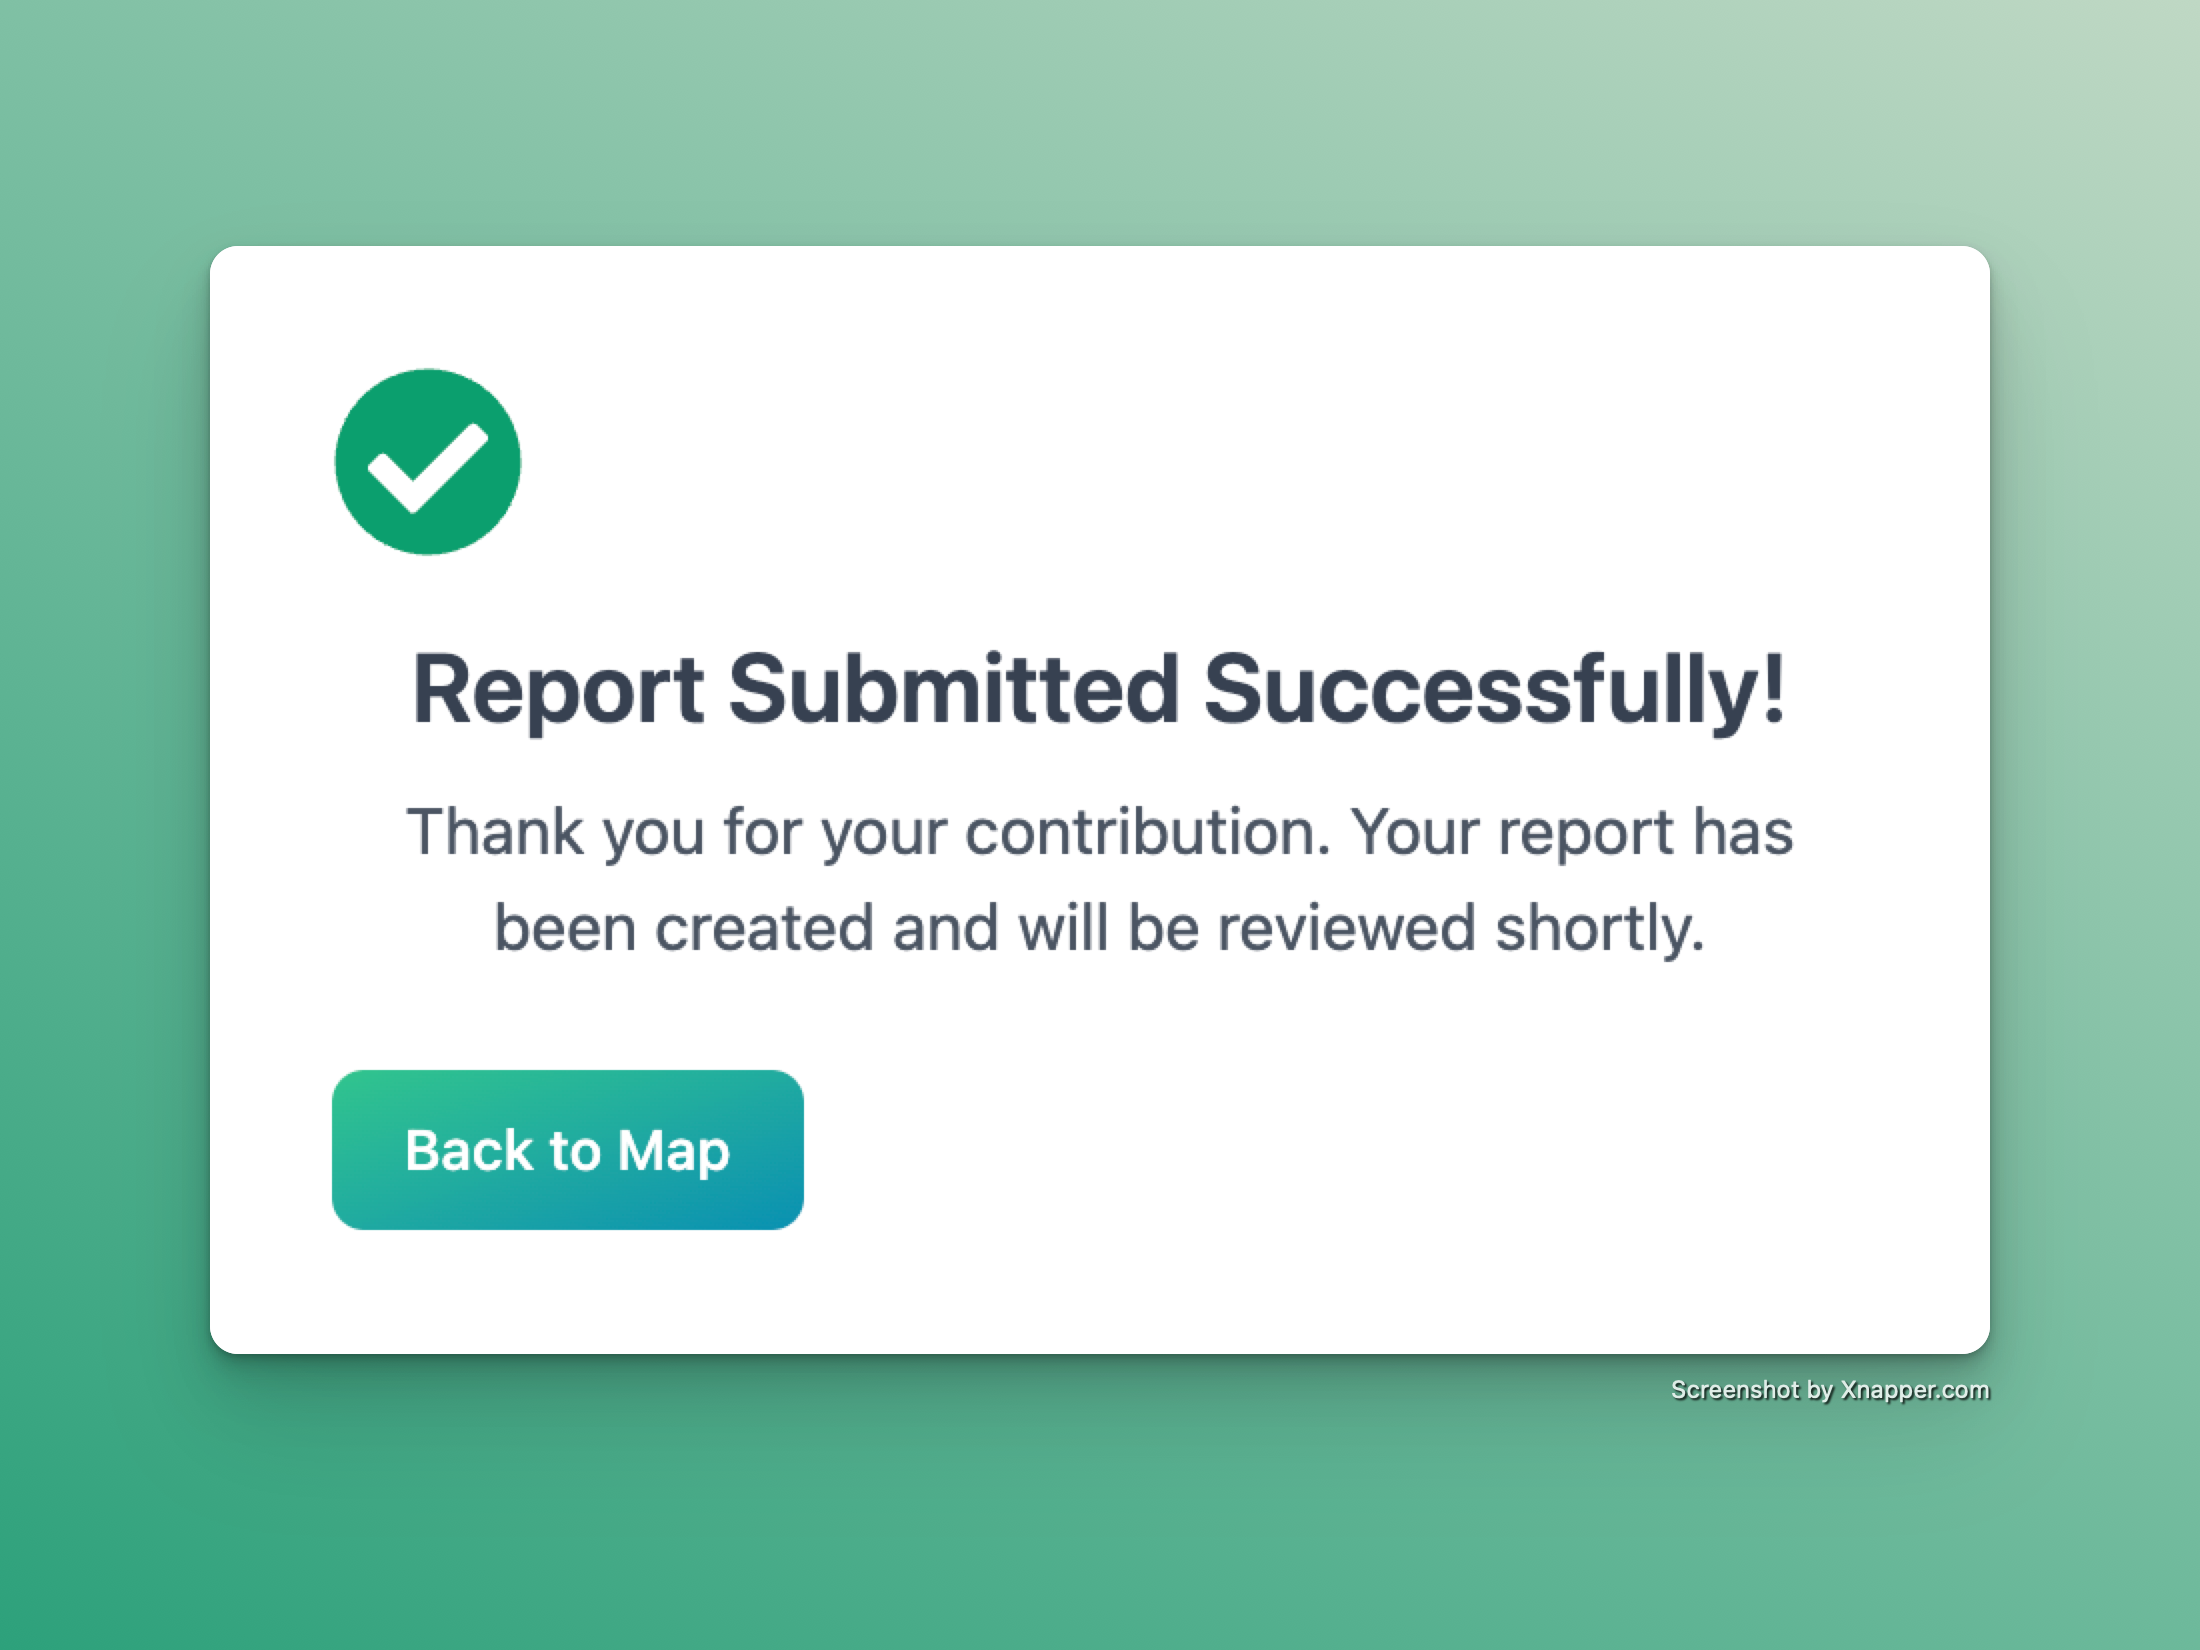 Report Submitted Successfully!
Thank you for your contribution. Your report has
been created and will be reviewed shortly.
Back to Map
Screenshot by Xnapper.com